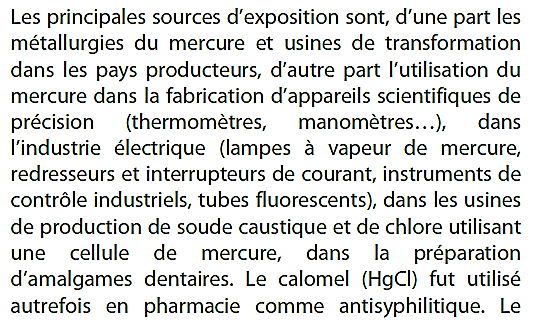 Les principales sources d’exposition sont, d’une part les
métallurgies du mercure et usines de transformation
dans les pays producteurs, d’autre part l’utilisation du
mercure dans la fabrication d’appareils scientifiques de
précision (thermomètres, manomètres…), dans
l’industrie électrique (lampes à vapeur de mercure,
redresseurs et interrupteurs de courant, instruments de
contrôle industriels, tubes fluorescents), dans les usines
de production de soude caustique et de chlore utilisant
une cellule de mercure, dans la préparation
d’amalgames dentaires. Le calomel (HgCl) fut utilisé
autrefois en pharmacie comme antisyphilitique. Le